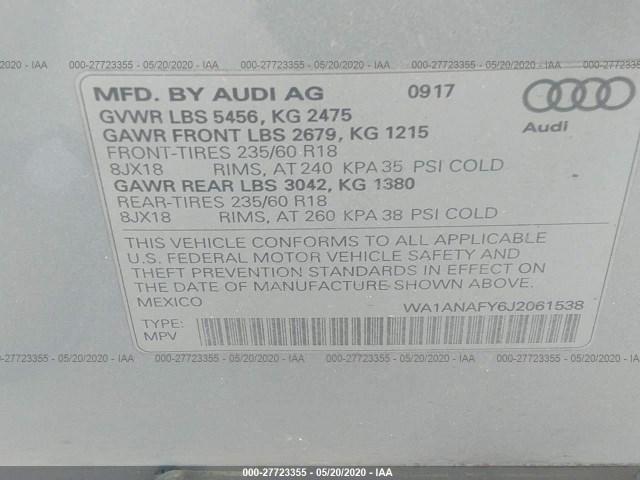 000-27723355 - 05/20/2020 - IAA
MFD. BY AUDI AG 0917
GVWR LBS 5456, KG 2475
GAWR FRONT LBS 2679, KG 1215
FRONT-TIRES 235/60 R18
8JX18 RIMS, AT 240 KPA 35 PSI COLD
GAWR REAR LBS 3042, KG 1380
REAR-TIRES 235/60 R18
8JX18 RIMS, AT 260 KPA 38 PSI COLD
Audi
THIS VEHICLE CONFORMS TO ALL APPLICABLE
U.S. FEDERAL MOTOR VEHICLE SAFETY AND
THEFT PREVENTION STANDARDS IN EFFECT ON
THE DATE OF MANUFACTURE SHOWN ABOVE.
MEXICO WA1ANAFY6J2061538
TYPE:
MPV
000-27723355 - 05/20/2020 - IAA